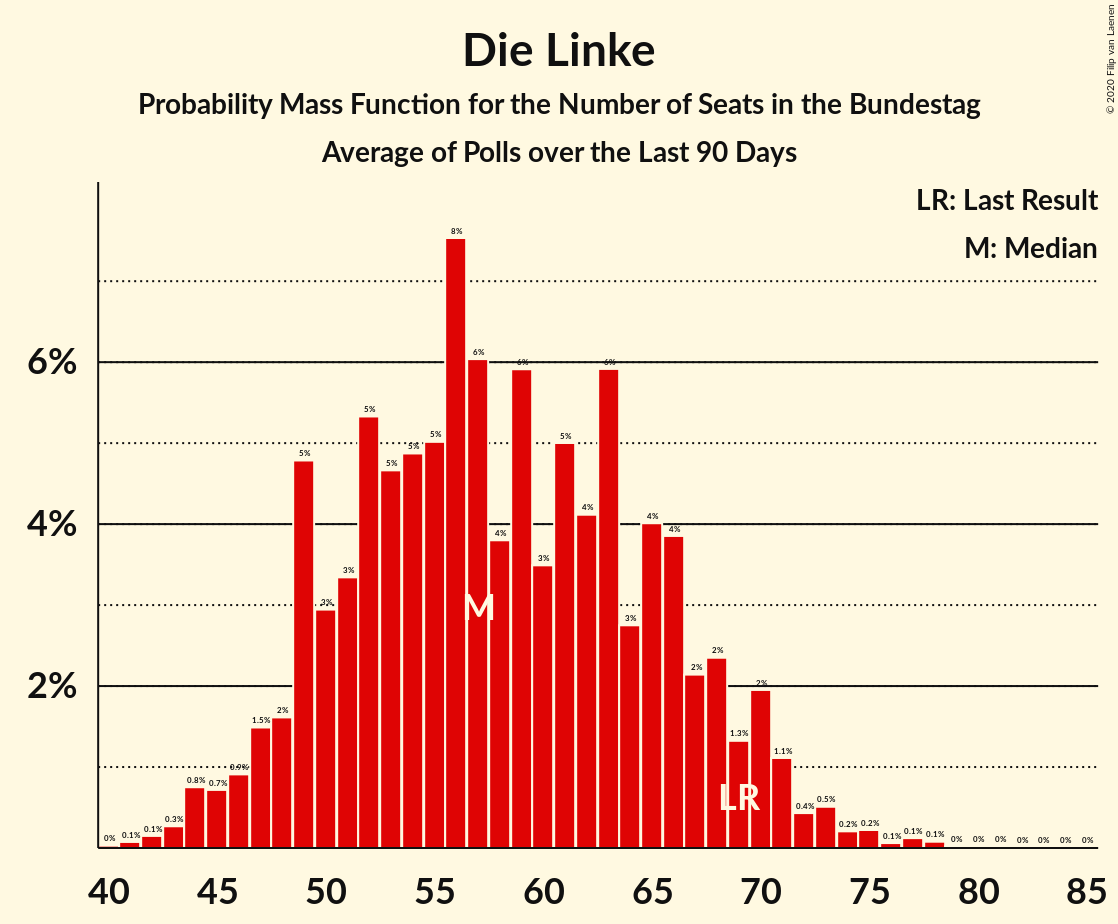 Die Linke
Probability Mass Function for the Number of Seats in the Bundestag
Average of Polls over the Last 90 Days
© 2020 Filip van Laenen
LR: Last Result
M: Median
6%
4%
2%
0% 0.1% 0.1% 0.3% 0.8% 0.7% 0.9% 1.5% 2% 5% 3% 3% 5% 5% 5% 5% 8% 6% 4% 6% 3% 5% 4% 6% 3% 4% 4% 2% 2% 1.3% 2% 1.1% 0.4% 0.5% 0.2% 0.2% 0.1% 0.1% 0.1% 0% 0% 0% 0% 0% 0% 0%
M
LR
40 45 50 55 60 65 70 75 80 85